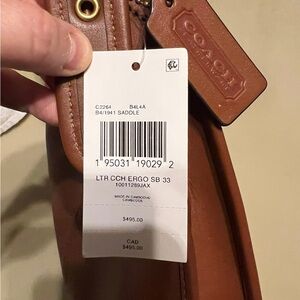 COACH
C2264 B4L4A
B4/1941 SADDLE
1 95031 19029 2
LTR CCH ERGO SB 33
10011289JAX
MADE IN CAMBODIA/
CAMBODGE
$495.00
CAD
$495.00